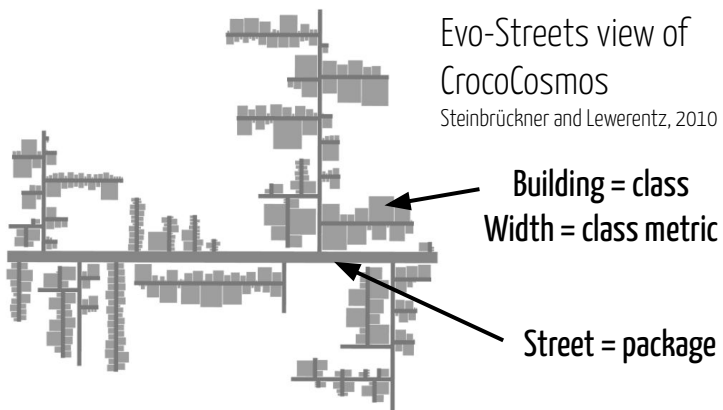 Evo-Streets view of
CrocoCosmos
Steinbrückner and Lewerentz, 2010
Building = class
Width = class metric
Street = package